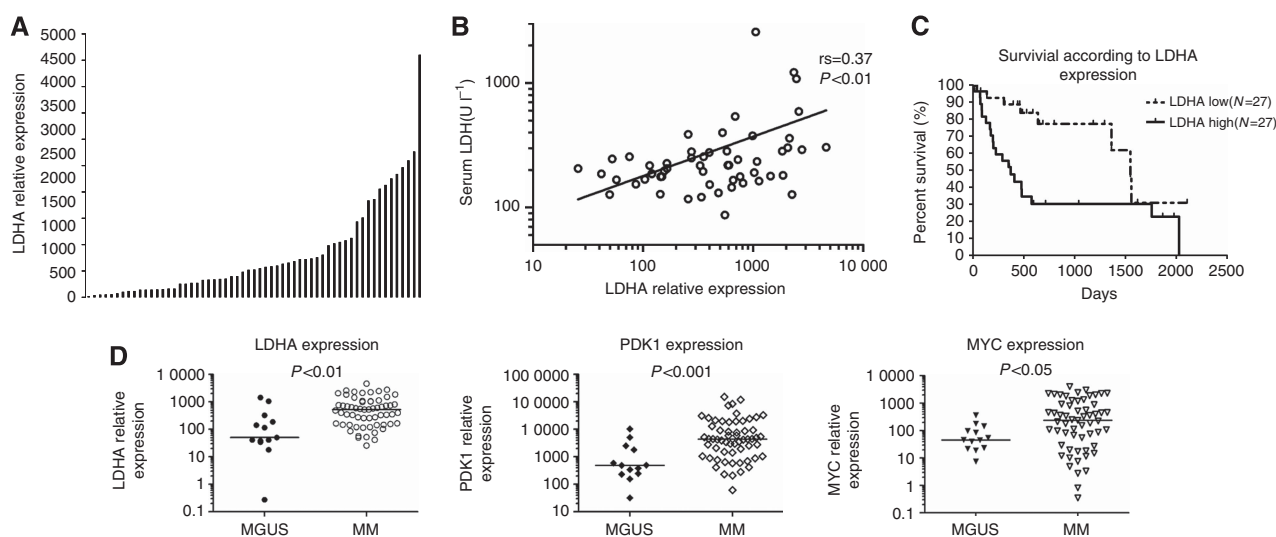 A
LDHA relative expression
5000
4500
5000
3500
3000
2500
2000
1500
1000
500
0
B
Serum LDH(U l⁻¹)
1000
100
rs=0.37
P<0.01
10 100 1000 10 000
LDHA relative expression
C
Survivial according to LDHA
expression
Percent survival (%)
100
90
80
70
60
50
40
30
20
10
0
LDHA low(N=27)
LDHA high(N=27)
0 500 1000 1500 2000 2500
Days
D
LDHA expression
P<0.01
LDHA relative
expression
1 0000
1000
100
10
1
0.1
MGUS MM
PDK1 expression
P<0.001
PDK1 relative
expression
100 0000
10 0000
1000
100
10
MGUS MM
MYC expression
P<0.05
MYC relative
expression
1 0000
1000
100
10
1
0.1
MGUS MM